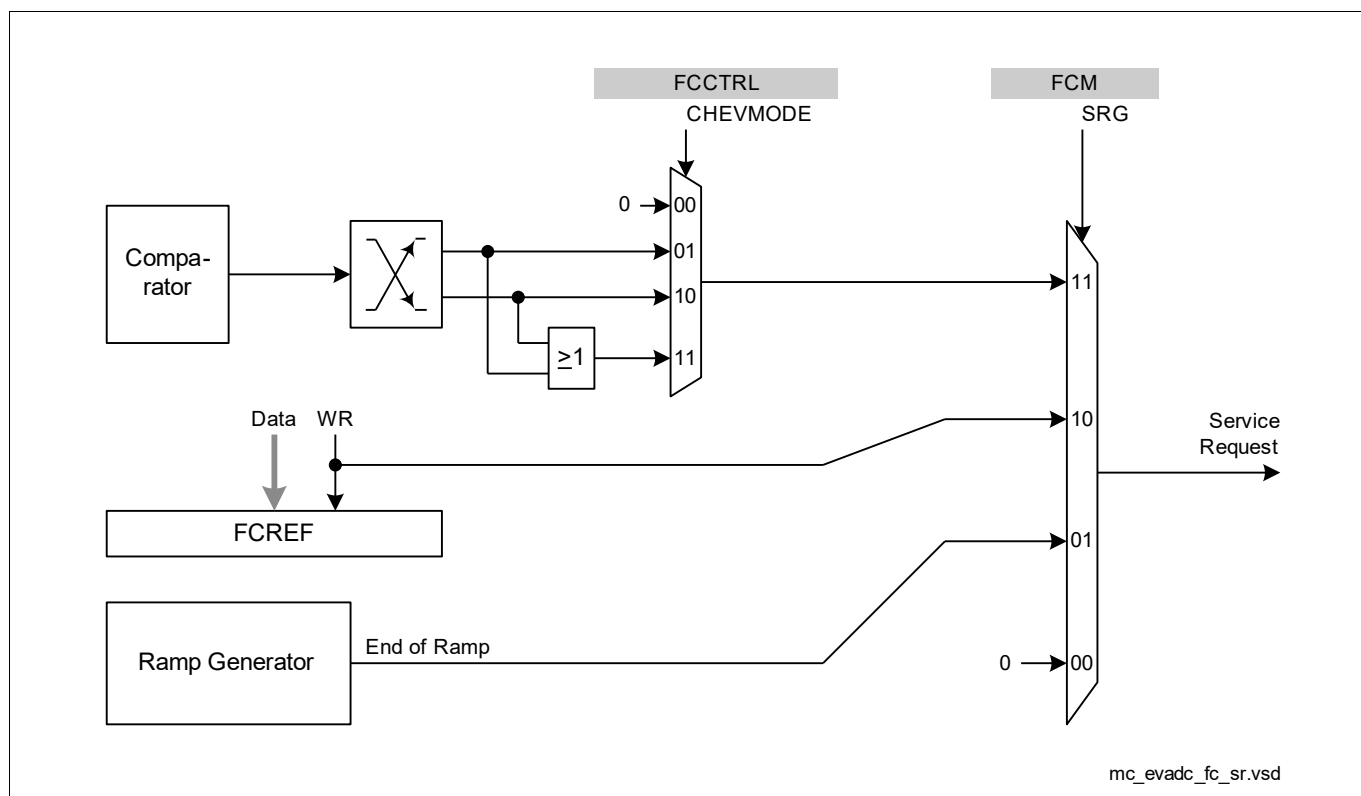 FCCTRL
FCM
CHEVMODE
SRG
0
00
Compa-
rator
01
10
11
≥1
11
Data
WR
10
Service
Request
FCREF
01
Ramp Generator
End of Ramp
0
00
mc_evadc_fc_sr.vsd